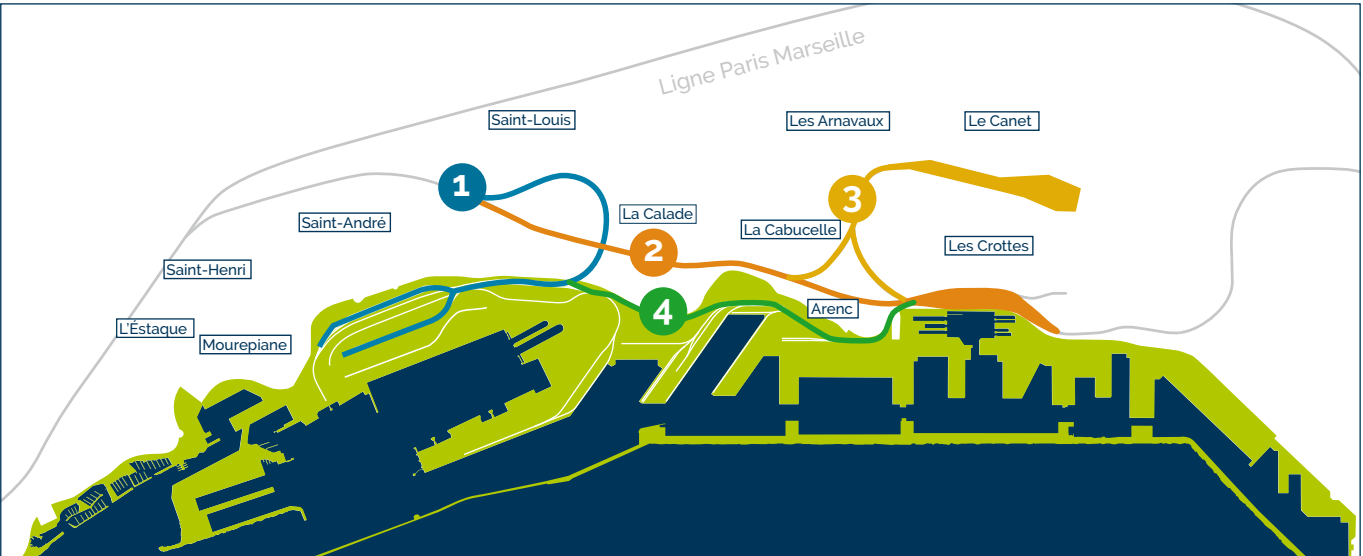 Ligne Paris Marseille
Saint-Louis
Les Arnavaux
Le Canet
1
3
Saint-André
La Calade
La Cabucelle
2
Les Crottes
Saint-Henri
4
Arenc
L'Éstaque
Mourepiane